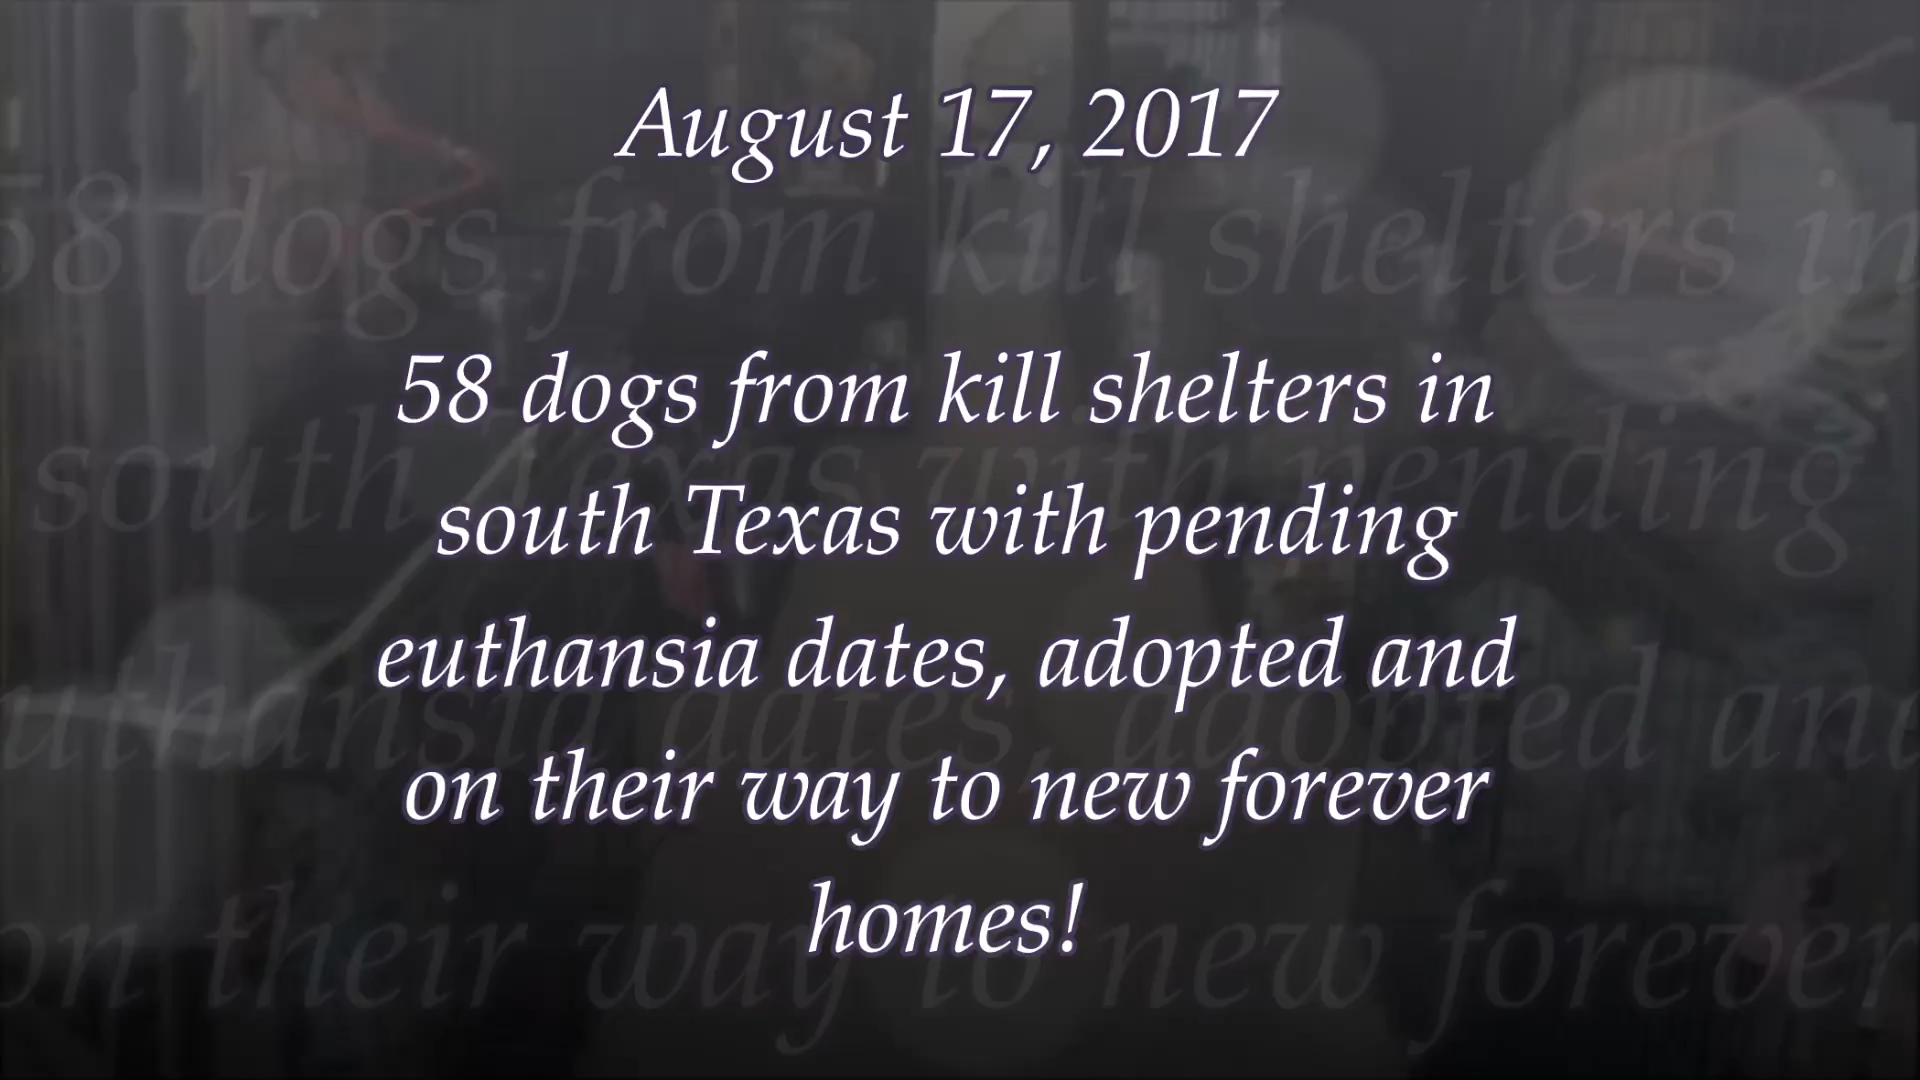 August 17, 2017
58 dogs from kill shelters in
south Texas with pending
euthansia dates, adopted and
on their way to new forever
homes!